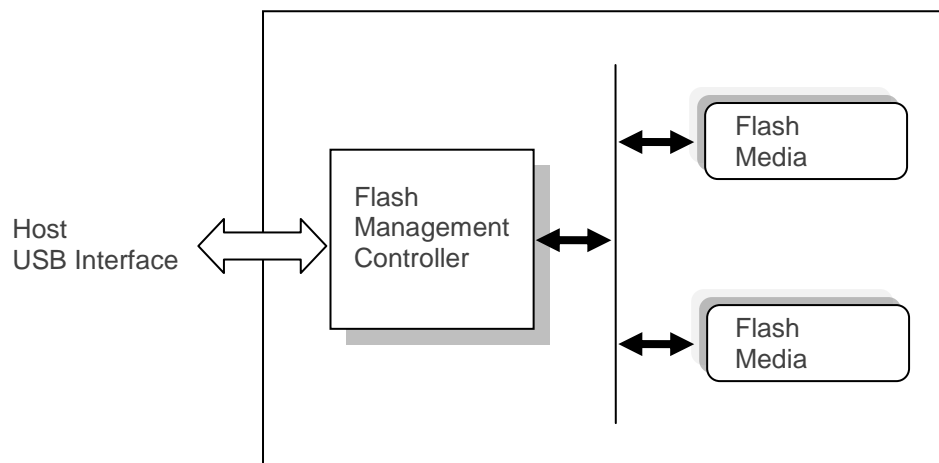 Host
USB Interface
Flash
Management
Controller
Flash
Media
Flash
Media